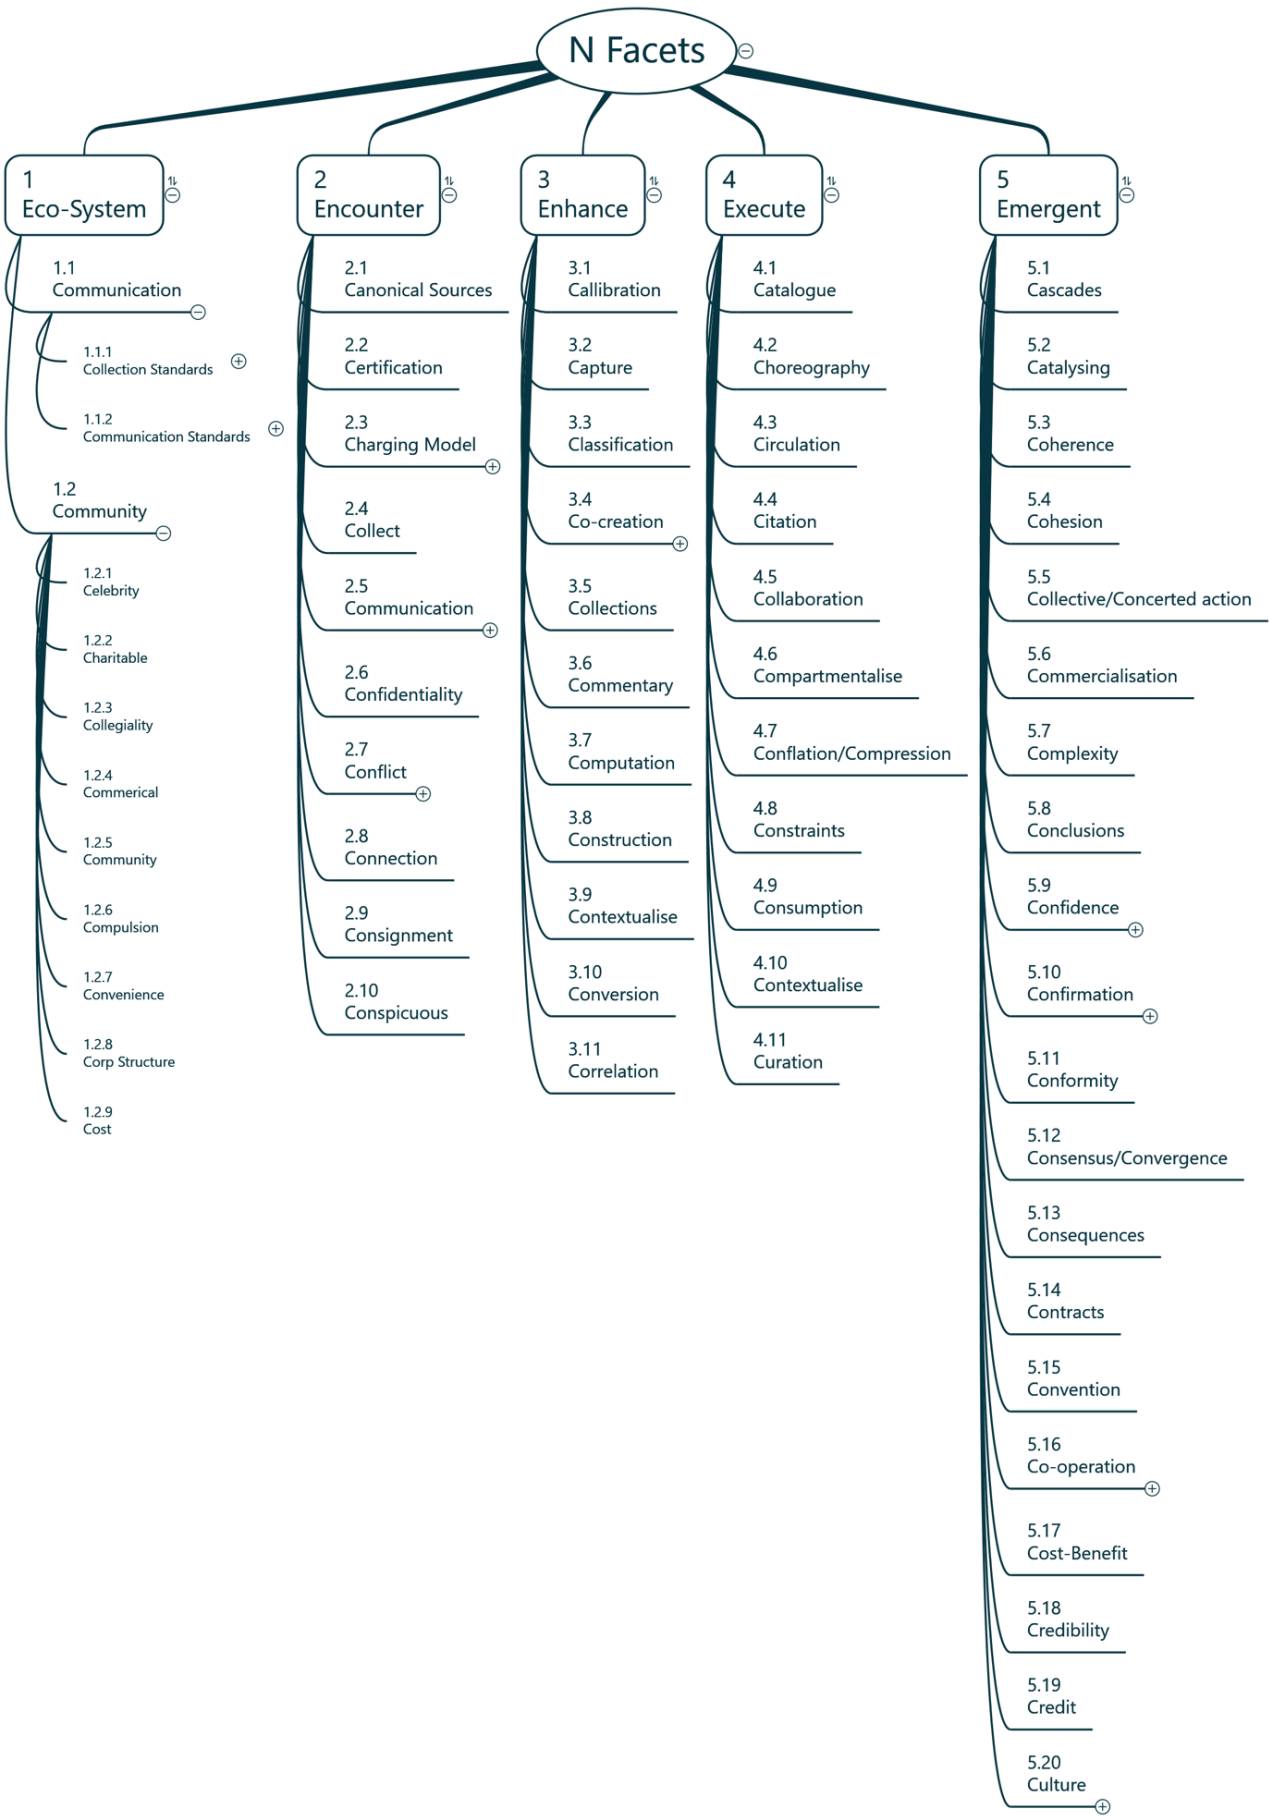 N Facets
1
Eco-System
1.1
Communication
1.1.1
Collection Standards
1.1.2
Communication Standards
1.2
Community
1.2.1
Celebrity
1.2.2
Charitable
1.2.3
Collegiality
1.2.4
Commerical
1.2.5
Community
1.2.6
Compulsion
1.2.7
Convenience
1.2.8
Corp Structure
1.2.9
Cost
2
Encounter
2.1
Canonical Sources
2.2
Certification
2.3
Charging Model
2.4
Collect
2.5
Communication
2.6
Confidentiality
2.7
Conflict
2.8
Connection
2.9
Consignment
2.10
Conspicuous
3
Enhance
3.1
Callibration
3.2
Capture
3.3
Classification
3.4
Co-creation
3.5
Collections
3.6
Commentary
3.7
Computation
3.8
Construction
3.9
Contextualise
3.10
Conversion
3.11
Correlation
4
Execute
4.1
Catalogue
4.2
Choreography
4.3
Circulation
4.4
Citation
4.5
Collaboration
4.6
Compartmentalise
4.7
Conflation/Compression
4.8
Constraints
4.9
Consumption
4.10
Contextualise
4.11
Curation
5
Emergent
5.1
Cascades
5.2
Catalysing
5.3
Coherence
5.4
Cohesion
5.5
Collective/Concerted action
5.6
Commercialisation
5.7
Complexity
5.8
Conclusions
5.9
Confidence
5.10
Confirmation
5.11
Conformity
5.12
Consensus/Convergence
5.13
Consequences
5.14
Contracts
5.15
Convention
5.16
Co-operation
5.17
Cost-Benefit
5.18
Credibility
5.19
Credit
5.20
Culture